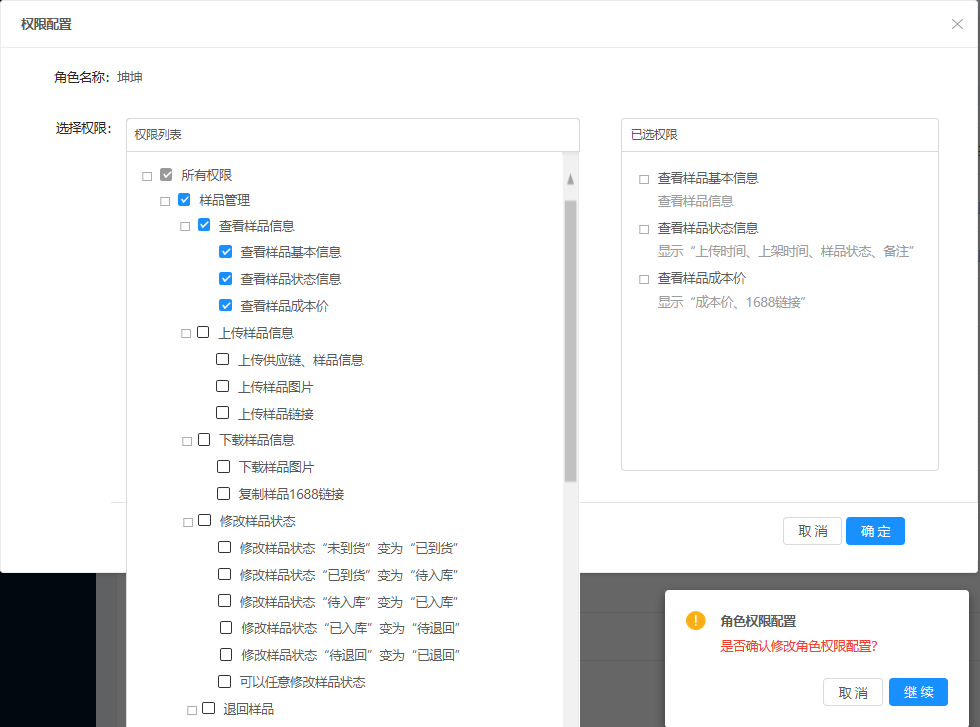 权限配置
角色名称：坤坤
选择权限：
权限列表
所有权限
样品管理
查看样品信息
查看样品基本信息
查看样品状态信息
查看样品成本价
上传样品信息
上传供应链、样品信息
上传样品图片
上传样品链接
下载样品信息
下载样品图片
复制样品1688链接
修改样品状态
修改样品状态“未到货”变为“已到货”
修改样品状态“已到货”变为“待入库”
修改样品状态“待入库”变为“已入库”
修改样品状态“已入库”变为“待退回”
修改样品状态“待退回”变为“已退回”
可以任意修改样品状态
退回样品
已选权限
查看样品基本信息
查看样品信息
查看样品状态信息
显示“上传时间、上架时间、样品状态、备注”
查看样品成本价
显示“成本价、1688链接”
取消 确定
角色权限配置
是否确认修改角色权限配置?
取消 继续